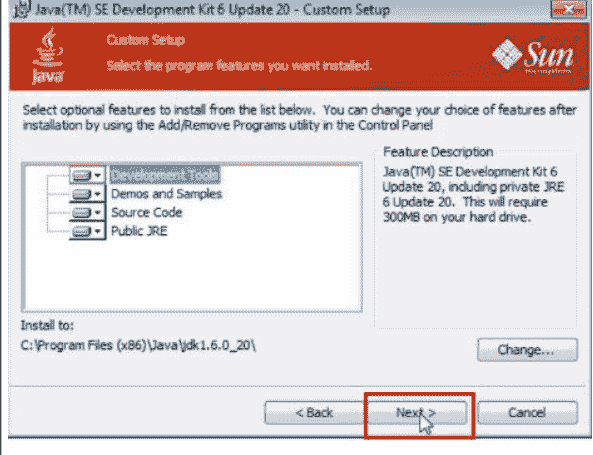 Java(TM) SE Development Kit 6 Update 20 - Custom Setup
Custom Setup
Select the program features you want installed.
Java
Sun
microsystems
Select optional features to install from the list below. You can change your choice of features after
installation by using the Add/Remove Programs utility in the Control Panel
Development Tools
Demos and Samples
Source Code
Public JRE
Feature Description
Java(TM) SE Development Kit 6
Update 20, including private JRE
6 Update 20. This will require
300MB on your hard drive.
Install to:
C:\Program Files (x86)\Java\jdk1.6.0_20\
Change...
< Back
Next >
Cancel